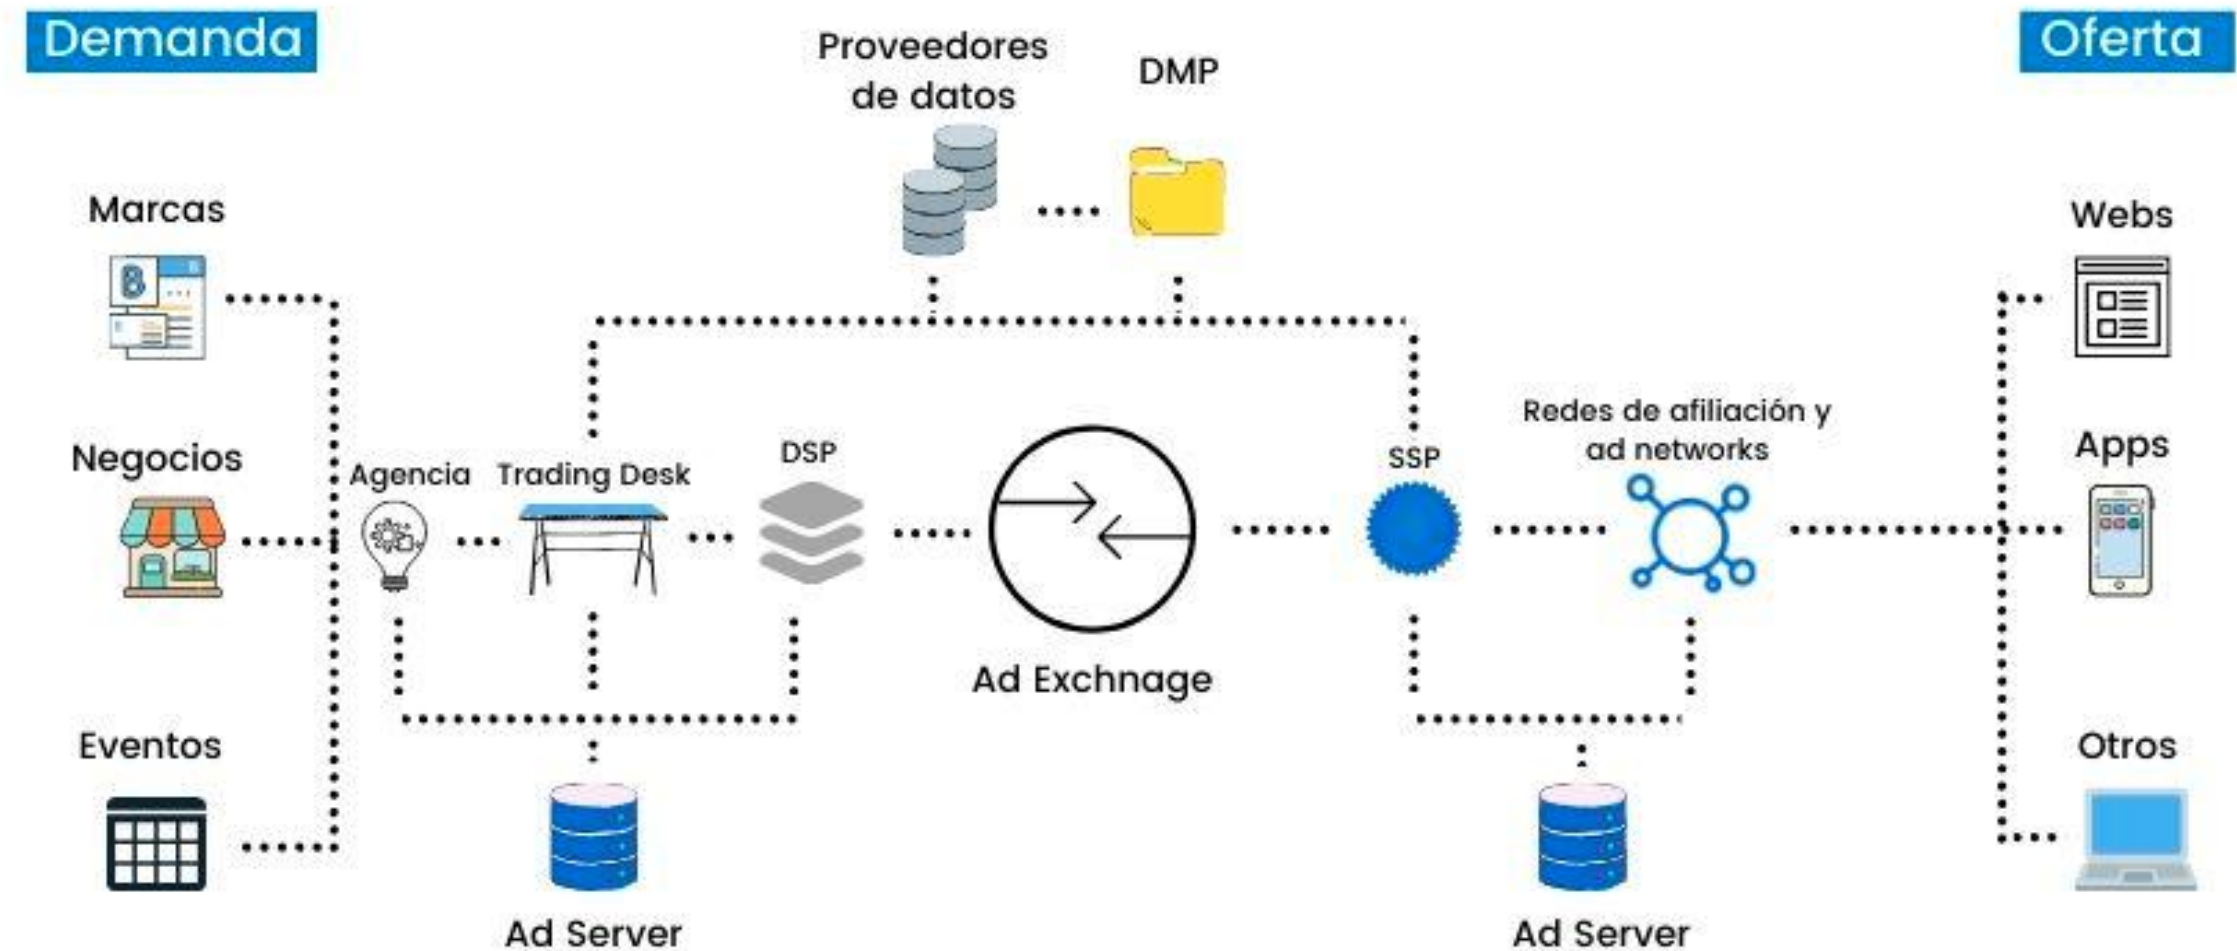 Demanda
Proveedores
de datos
DMP
Oferta
Marcas
Webs
B
B
Negocios
Agencia
Trading Desk
DSP
SSP
Redes de afiliación y
ad networks
Apps
Ad Exchnage
Eventos
Otros
Ad Server
Ad Server